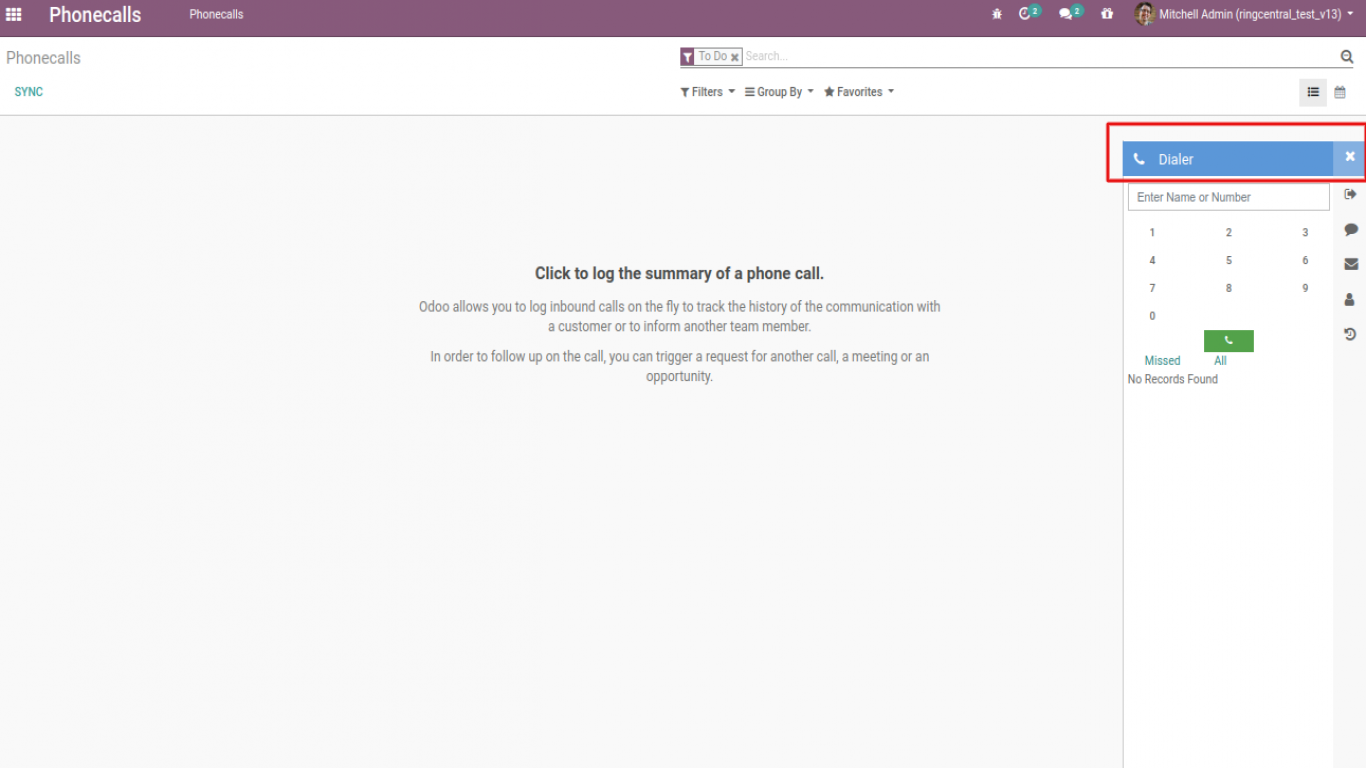 Phonecalls Phonecalls 2 2 Mitchell Admin (ringcentral_test_v13)
Phonecalls To Do Search...
SYNC Filters Group By Favorites
Dialer
Enter Name or Number
1 2 3
4 5 6
7 8 9
0
Missed All
No Records Found
Click to log the summary of a phone call.
Odoo allows you to log inbound calls on the fly to track the history of the communication with
a customer or to inform another team member.
In order to follow up on the call, you can trigger a request for another call, a meeting or an
opportunity.